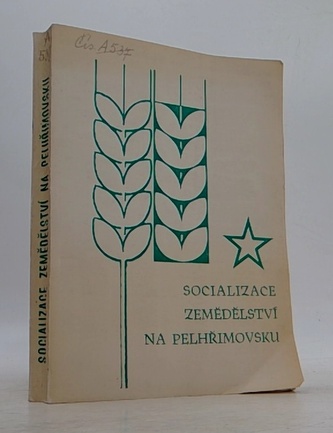 SOCIALIZACE
ZEMĚDĚLSTVÍ
NA PELHŘIMOVSKU
SOCIALIZACE ZEMĚDĚLSTVÍ NA PELHŘIMOVSKU